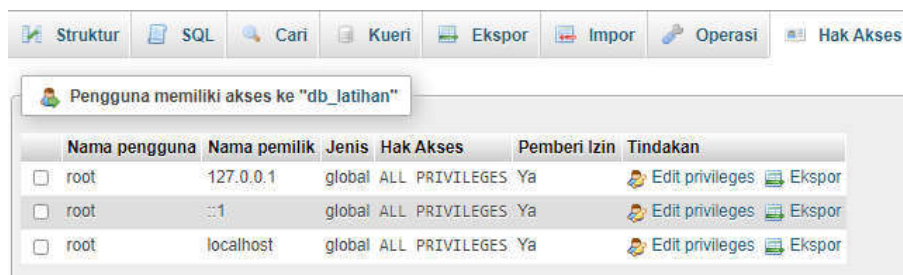 Struktur SQL Cari Kueri Ekspor Impor Operasi Hak Akses
Pengguna memiliki akses ke "db_latihan"
Nama pengguna Nama pemilik Jenis Hak Akses Pemberi Izin Tindakan
root 127.0.0.1 global ALL PRIVILEGES Ya Edit privileges Ekspor
root ::1 global ALL PRIVILEGES Ya Edit privileges Ekspor
root localhost global ALL PRIVILEGES Ya Edit privileges Ekspor